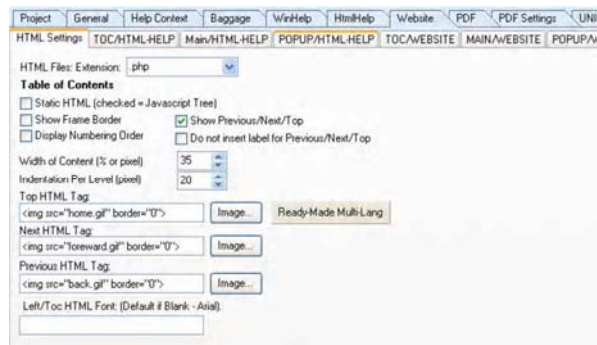 Project General Help Context Baggage WinHelp HtmlHelp Website PDF PDF Settings UNI
HTML Settings TOC/HTML-HELP Main/HTML-HELP POPUP/HTML-HELP TOC/WEBSITE MAIN/WEBSITE POPUP/W
HTML Files: Extension: .php
Table of Contents
Static HTML (checked = Javascript Tree)
Show Frame Border Show Previous/Next/Top
Display Numbering Order Do not insert label for Previous/Next/Top
Width of Content (% or pixel) 35
Indentation Per Level (pixel) 20
Top HTML Tag:
<img src="home.gif" border="0"> Image... Ready-Made Multi-Lang
Next HTML Tag:
<img src="foreward.gif" border="0"> Image...
Previous HTML Tag:
<img src="back.gif" border="0"> Image...
Left/Toc HTML Font: (Default if Blank - Arial).